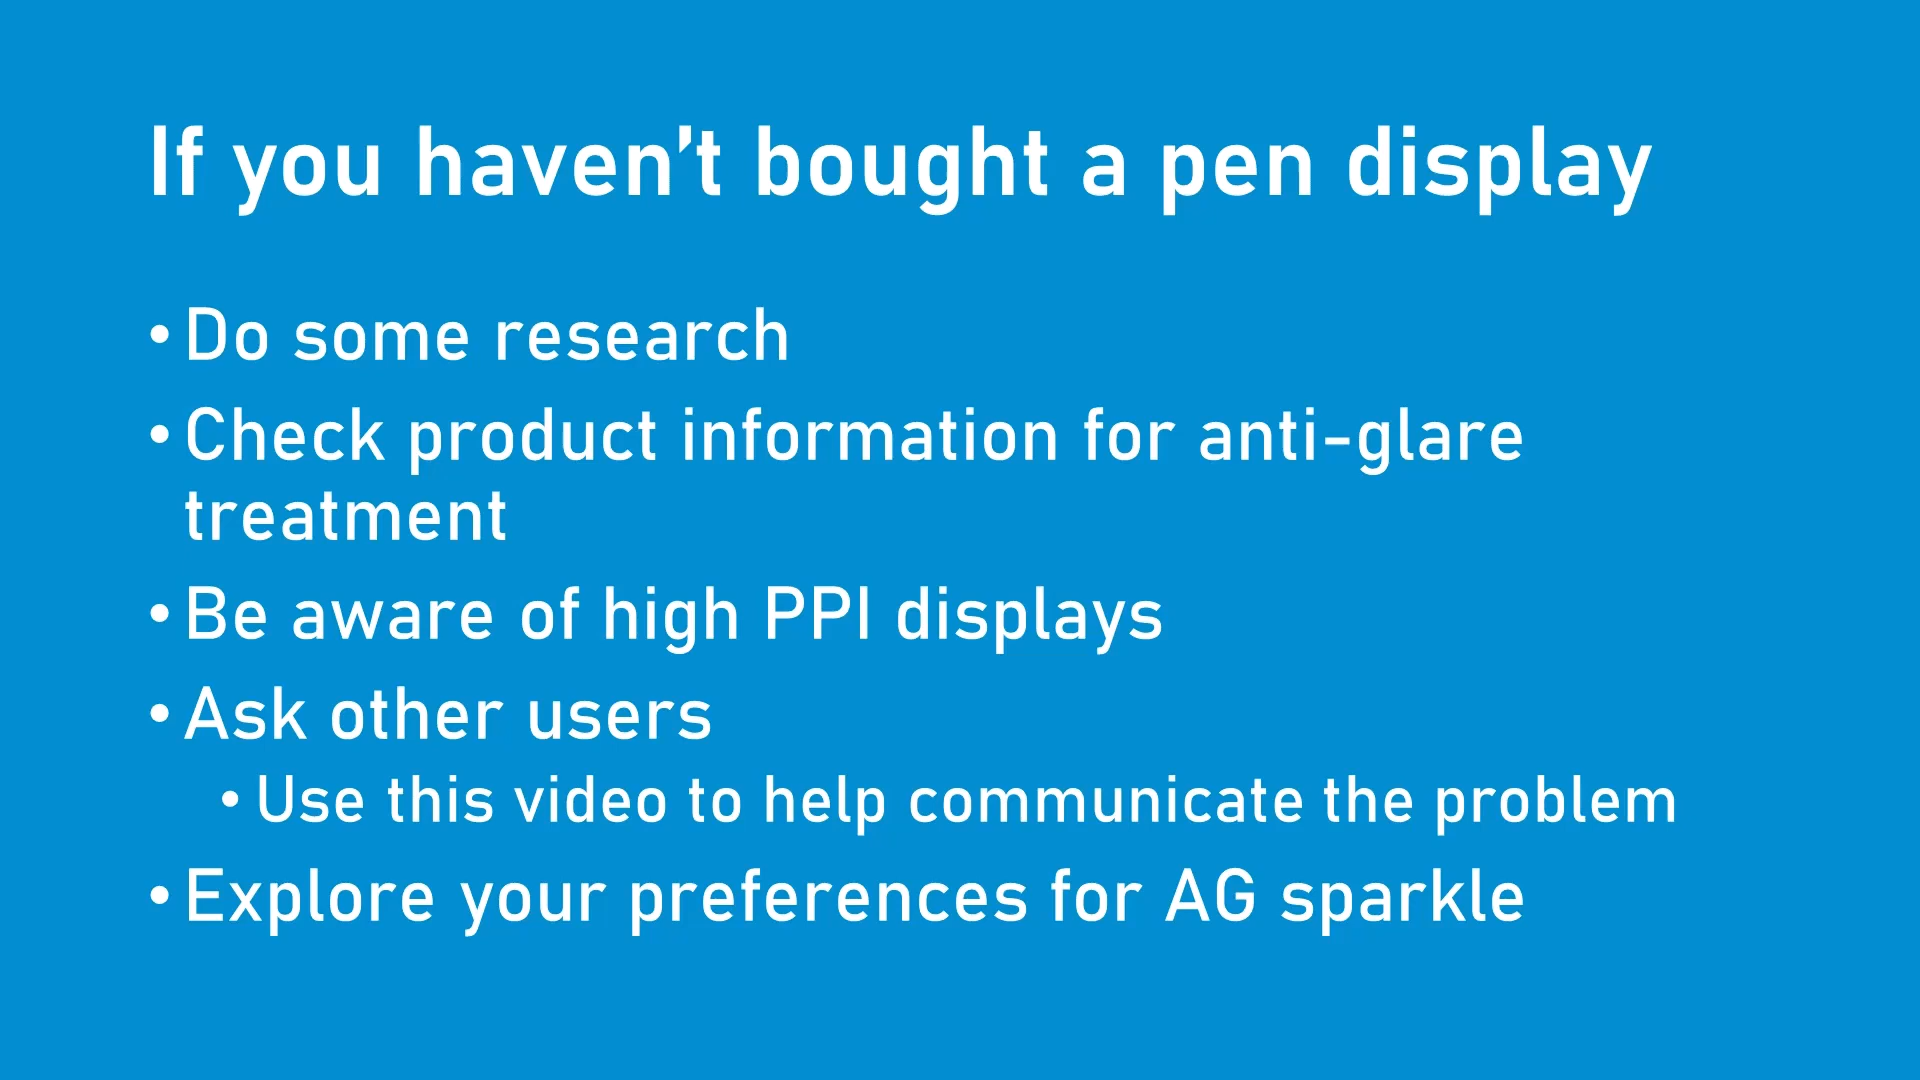 If you haven’t bought a pen display
• Do some research
• Check product information for anti-glare
treatment
• Be aware of high PPI displays
• Ask other users
• Use this video to help communicate the problem
• Explore your preferences for AG sparkle